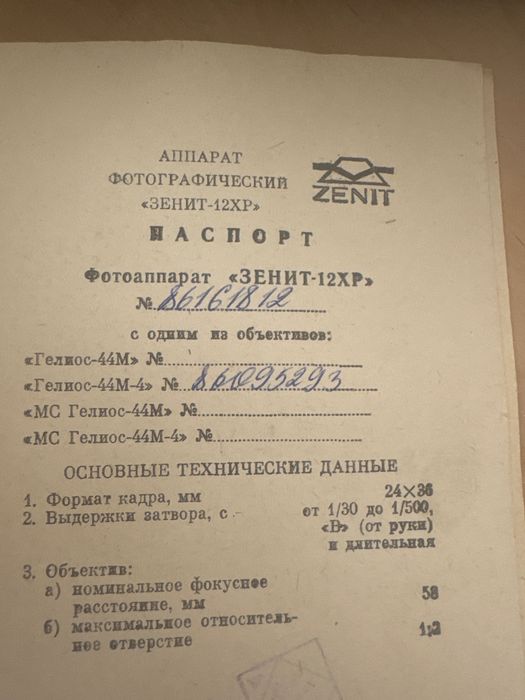 АППАРАТ
ФОТОГРАФИЧЕСКИЙ
«ЗЕНИТ-12ХР»
ZENIT
ПАСПОРТ
Фотоаппарат «ЗЕНИТ-12ХР»
№ 86161812
с одним из объективов:
«Гелиос-44М» №
«Гелиос-44М-4» № 86095293
«МС Гелиос-44М» №
«МС Гелиос-44М-4» №
ОСНОВНЫЕ ТЕХНИЧЕСКИЕ ДАННЫЕ
1. Формат кадра, мм 24×36
2. Выдержки затвора, с от 1/30 до 1/500,
«В» (от руки)
и длительная
3. Объектив:
а) номинальное фокусное
расстояние, мм 58
б) максимальное относитель-
ное отверстие 1:2